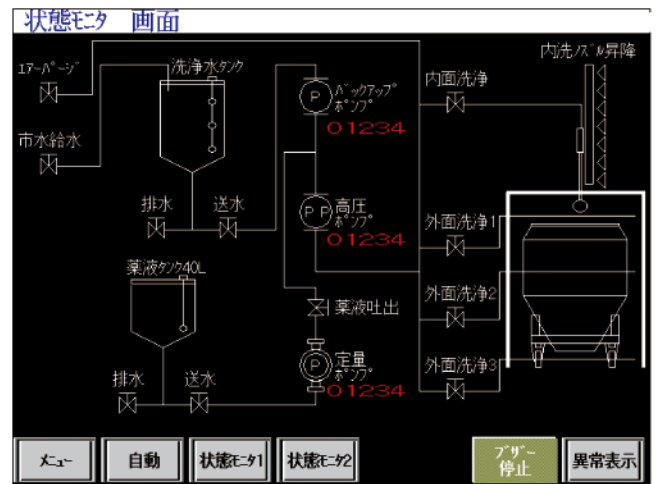 状態ﾓﾆﾀ 画面
内洗ﾉｽﾞﾙ昇降
ｴｱｰﾊﾟｰｼﾞ
洗浄水ﾀﾝｸ
ﾊﾞｯｸｱｯﾌﾟ
ﾎﾟﾝﾌﾟ
P
01234
内面洗浄
市水給水
排水
送水
高圧
ﾎﾟﾝﾌﾟ
PP
01234
外面洗浄1
薬液ﾀﾝｸ40L
外面洗浄2
薬液吐出
排水
送水
定量
ﾎﾟﾝﾌﾟ
P
01234
外面洗浄3
ﾒﾆｭｰ
自動
状態ﾓﾆﾀ1
状態ﾓﾆﾀ2
ﾌﾞｻﾞｰ
停止
異常表示